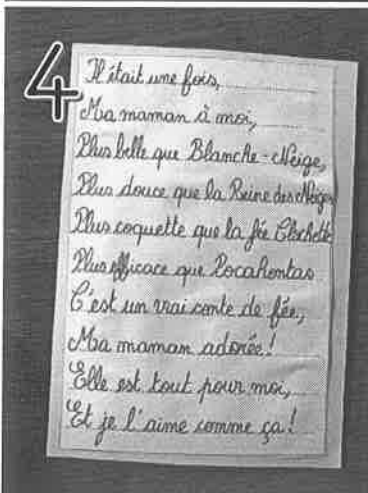 4
Il était une fois,
Ma maman à moi,
Plus belle que Blanche-Neige,
Plus douce que la Reine des Neiges
Plus coquette que la fée Clochette
Plus efficace que Pocahontas
C'est un vrai conte de fée,
Ma maman adorée !
Elle est tout pour moi,
Et je l'aime comme ça !